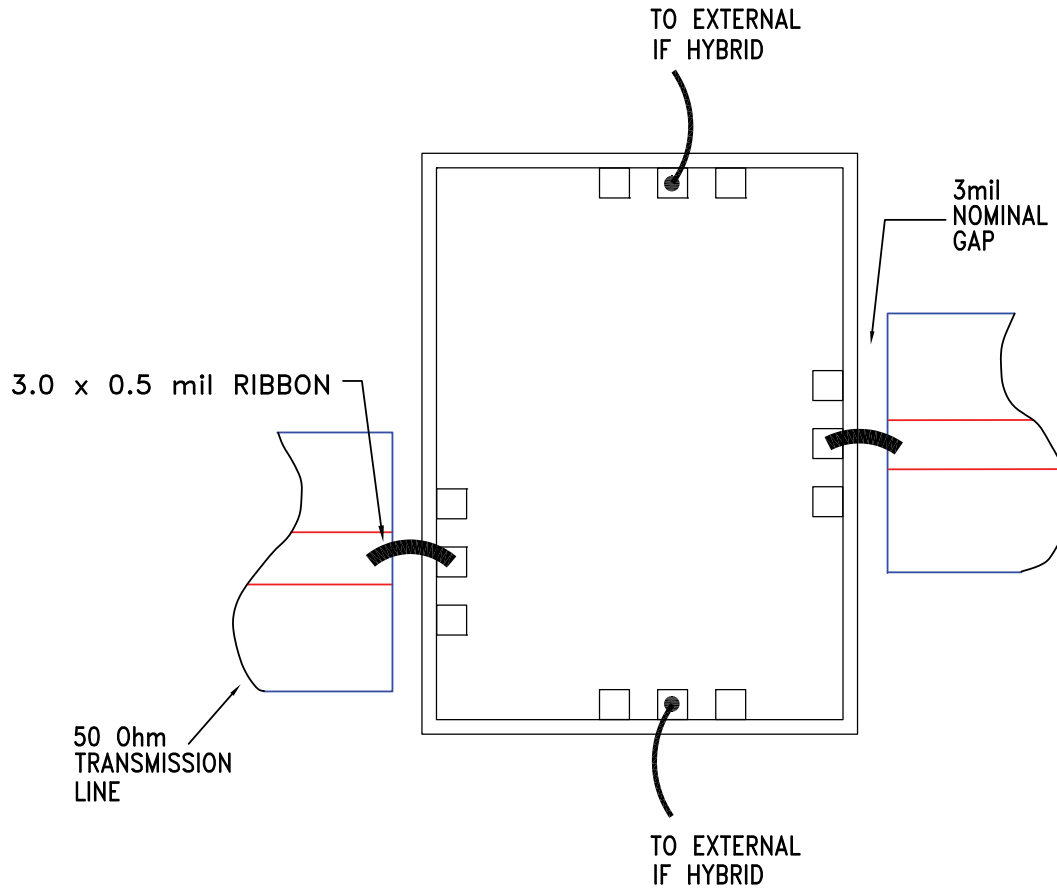 TO EXTERNAL
IF HYBRID
3mil
NOMINAL
GAP
3.0 x 0.5 mil RIBBON
50 Ohm
TRANSMISSION
LINE
TO EXTERNAL
IF HYBRID